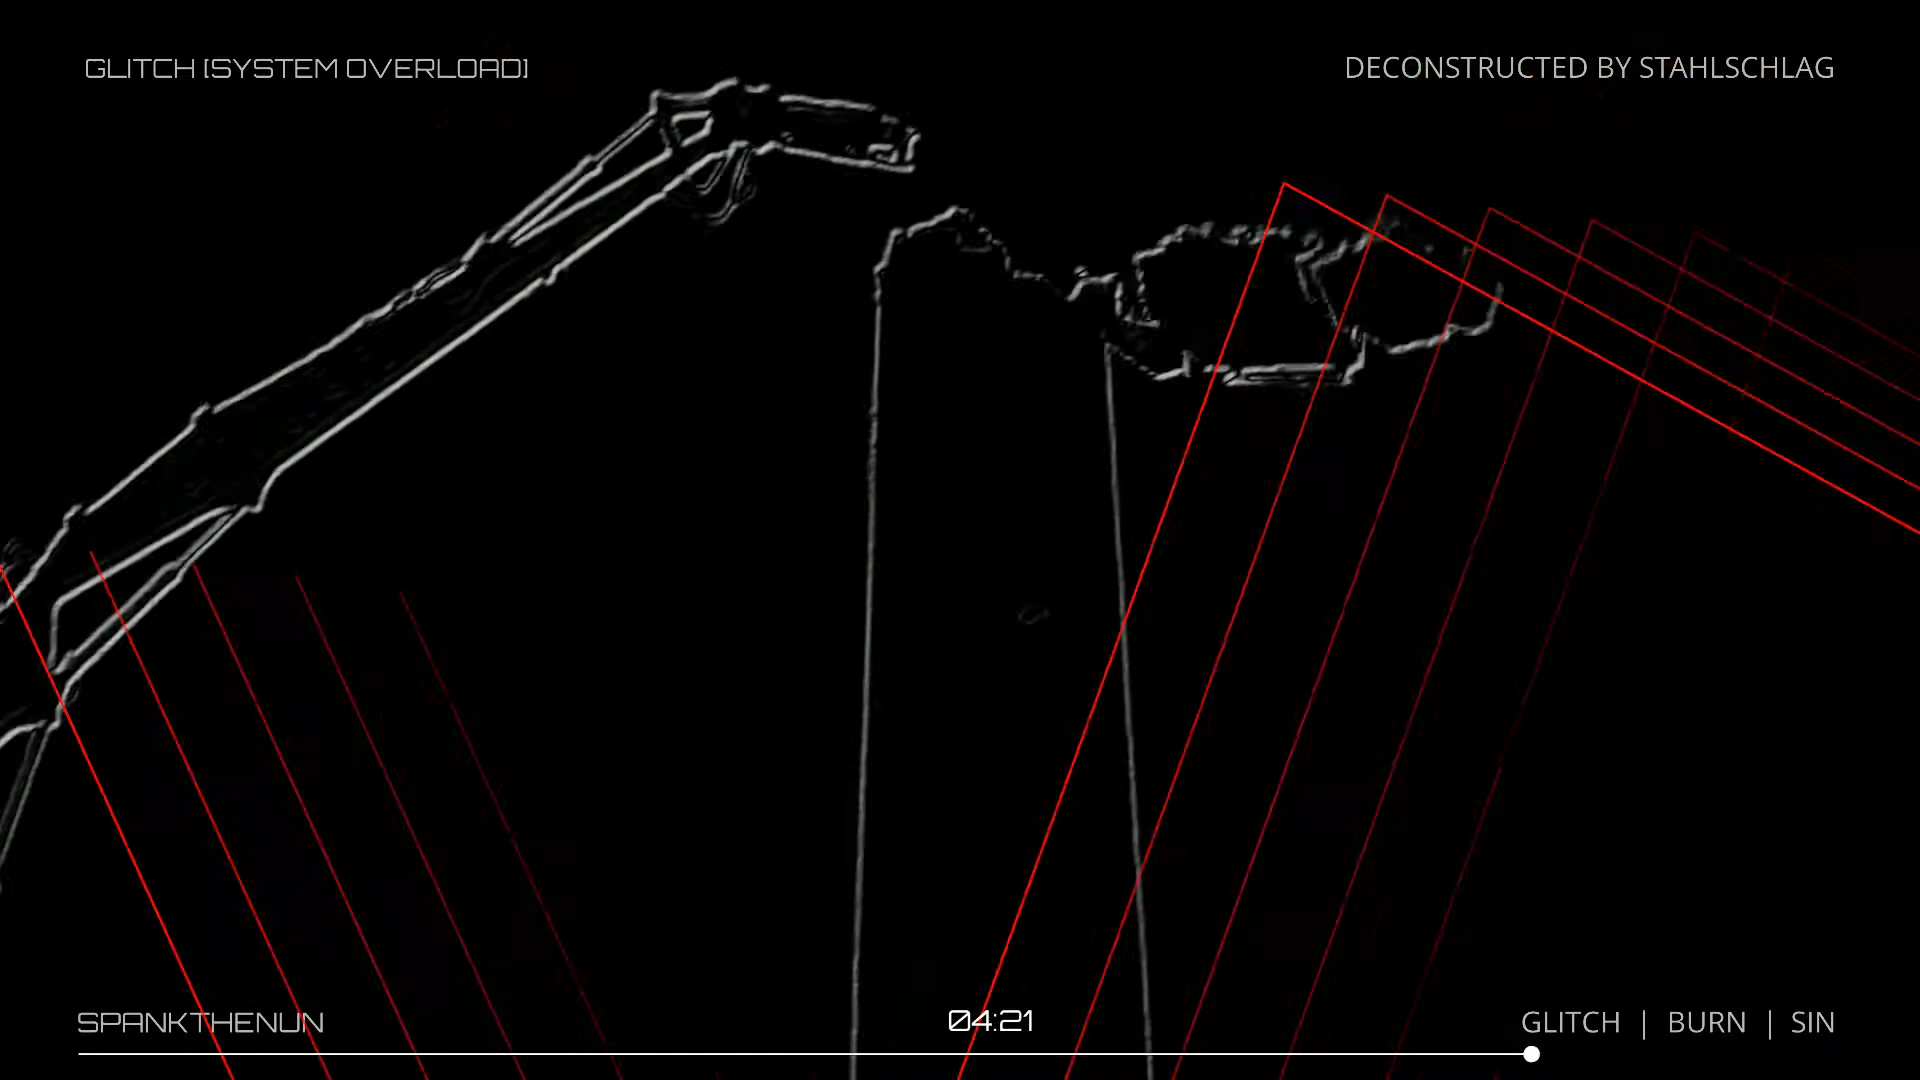 GLITCH [SYSTEM OVERLOAD]
DECONSTRUCTED BY STAHLSCHLAG
SPANKTHENUN
04:21
GLITCH | BURN | SIN